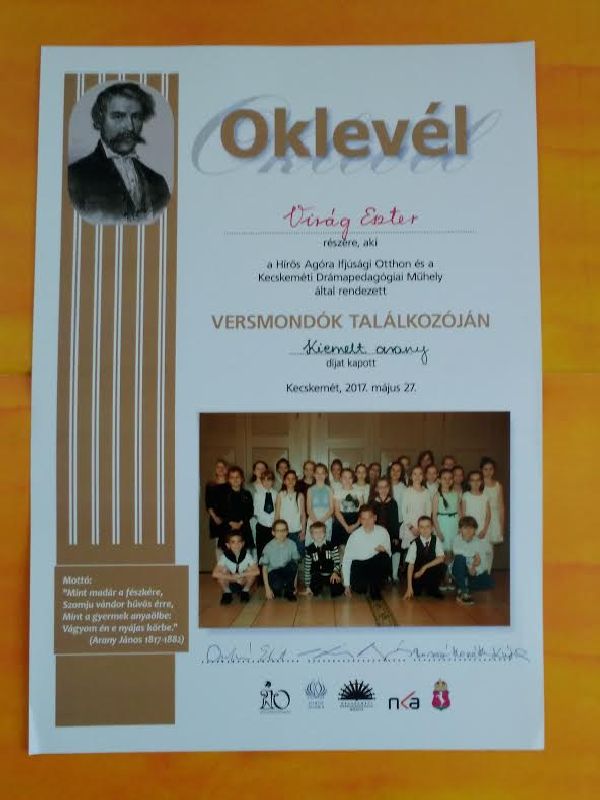 Oklevél
Virág Eszter
részére, aki
a Hírös Agóra Ifjúsági Otthon és a
Kecskeméti Drámapedagógiai Műhely
által rendezett
VERSMONDÓK TALÁLKOZÓJÁN
Kiemelt arany
díjat kapott
Kecskemét, 2017. május 27.
Mottó:
"Mint madár a fészkére,
Szomju vándor hűvös érre,
Mint a gyermek anyaölbe:
Vágyom én e nyájas körbe."
(Arany János 1817-1882)
nka